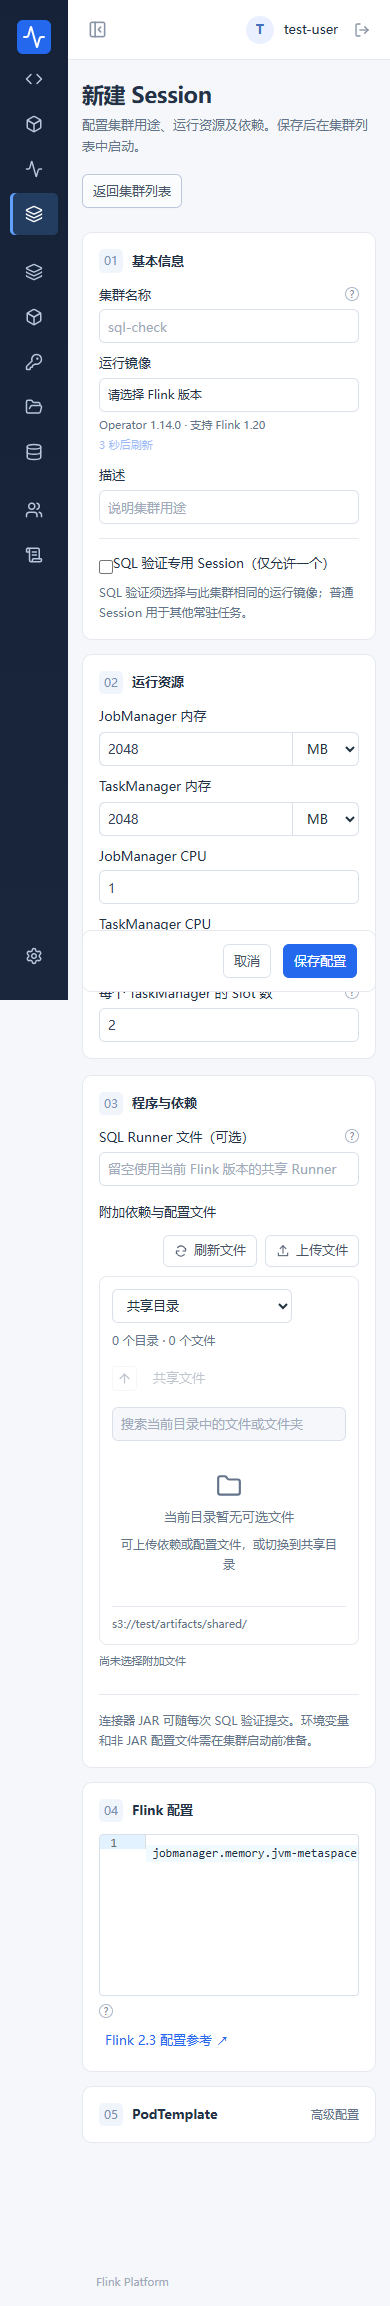 T test-user
新建 Session
配置集群用途、运行资源及依赖。保存后在集群列
表中启动。
返回集群列表
01 基本信息
集群名称 ?
sql-check
运行镜像
请选择 Flink 版本
Operator 1.14.0 · 支持 Flink 1.20
3 秒后刷新
描述
说明集群用途
SQL 验证专用 Session（仅允许一个）
SQL 验证须选择与此集群相同的运行镜像；普通
Session 用于其他常驻任务。
02 运行资源
JobManager 内存
2048 MB
TaskManager 内存
2048 MB
JobManager CPU
1
TaskManager CPU
取消 保存配置
每个 TaskManager 的 Slot 数 ?
2
03 程序与依赖
SQL Runner 文件（可选） ?
留空使用当前 Flink 版本的共享 Runner
附加依赖与配置文件
刷新文件 上传文件
共享目录
0 个目录 · 0 个文件
共享文件
搜索当前目录中的文件或文件夹
当前目录暂无可选文件
可上传依赖或配置文件，或切换到共享目
录
s3://test/artifacts/shared/
尚未选择附加文件
连接器 JAR 可随每次 SQL 验证提交。环境变量
和非 JAR 配置文件需在集群启动前准备。
04 Flink 配置
1 jobmanager.memory.jvm-metaspace
?
Flink 2.3 配置参考 ↗
05 PodTemplate 高级配置
Flink Platform